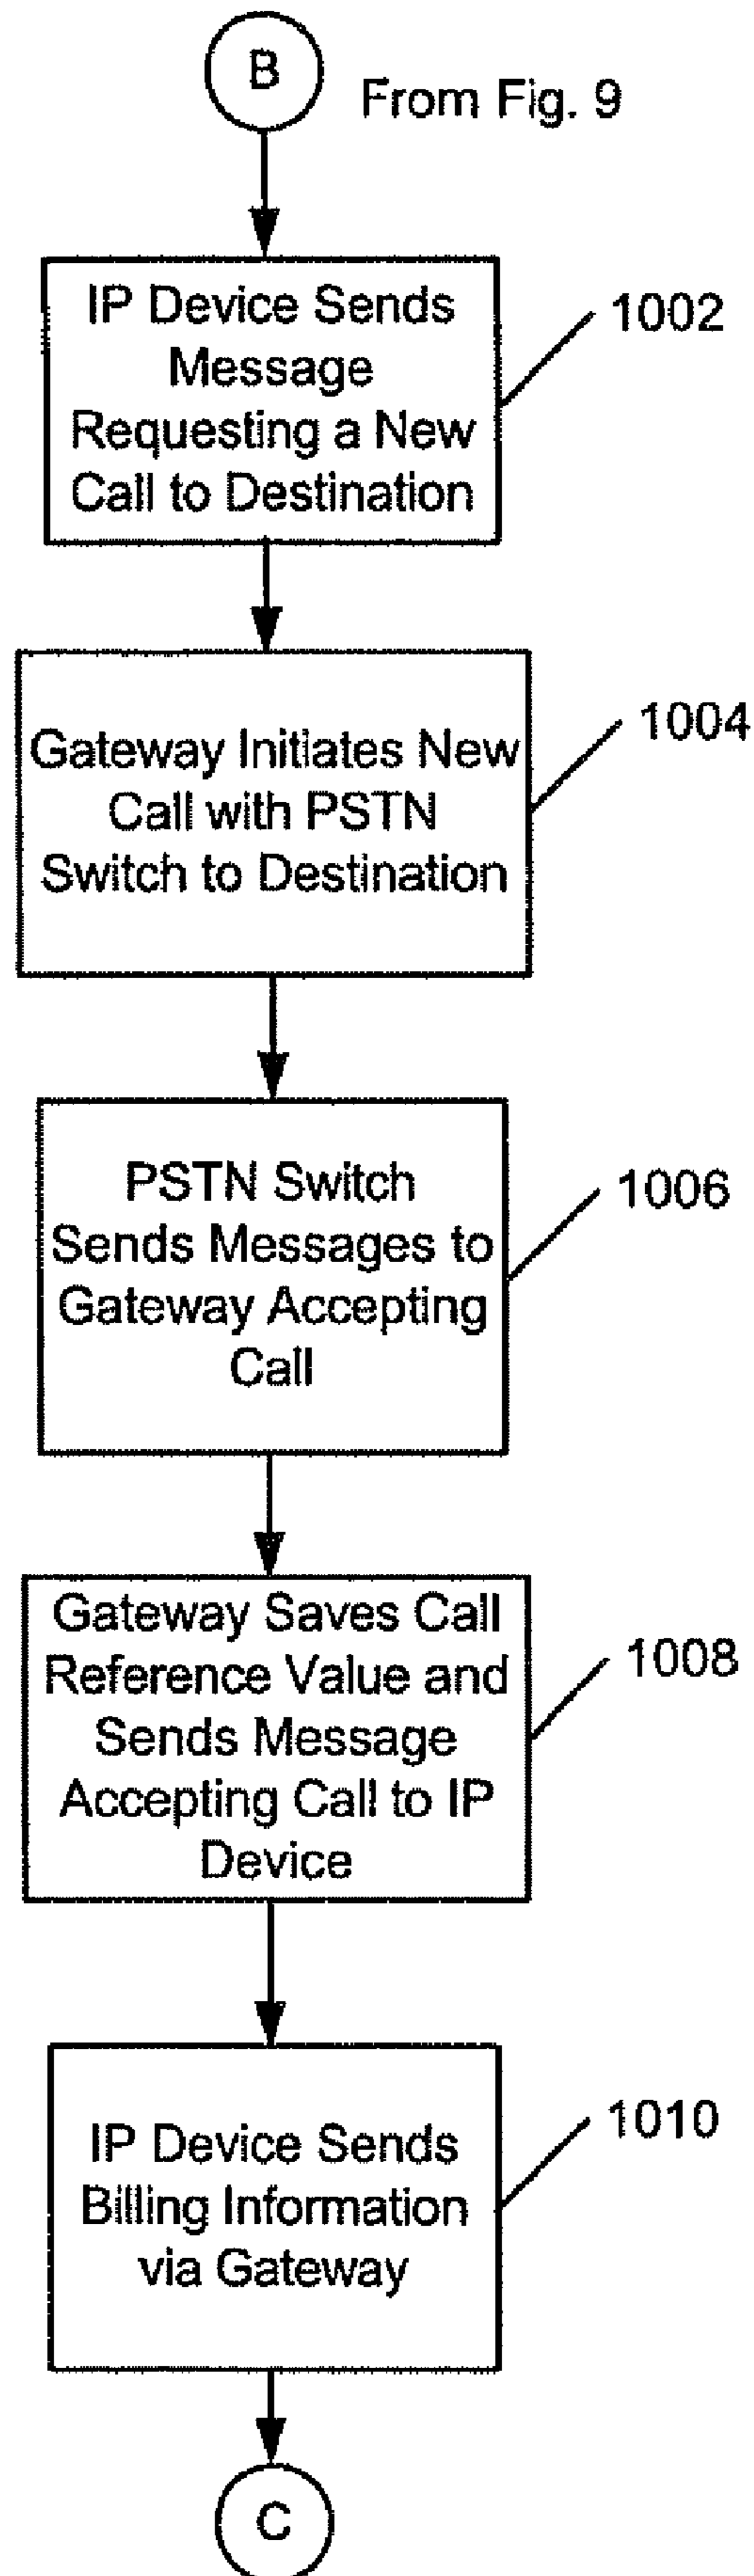 B
From Fig. 9
IP Device Sends
Message
Requesting a New
Call to Destination
1002
Gateway Initiates New
Call with PSTN
Switch to Destination
1004
PSTN Switch
Sends Messages to
Gateway Accepting
Call
1006
Gateway Saves Call
Reference Value and
Sends Message
Accepting Call to IP
Device
1008
IP Device Sends
Billing Information
via Gateway
1010
C